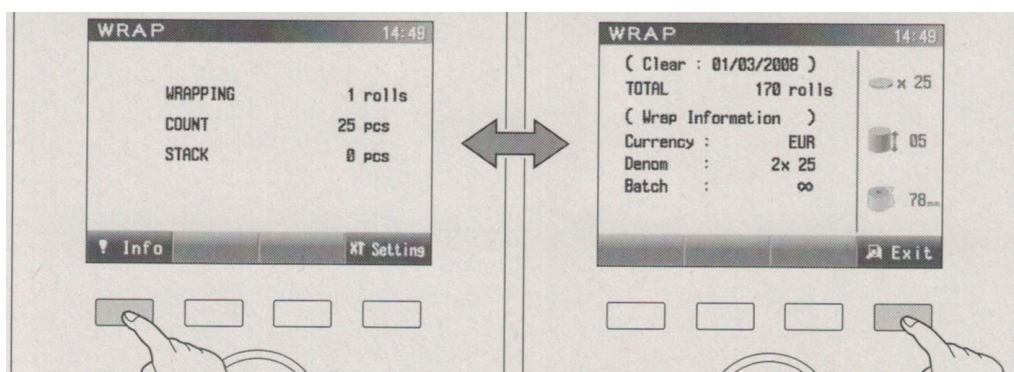 WRAP 14:49
WRAPPING 1 rolls
COUNT 25 pcs
STACK 0 pcs
! Info
Setting
WRAP 14:49
( Clear : 01/03/2008 )
TOTAL 170 rolls
( Wrap Information )
Currency : EUR
Denom : 2x 25
Batch : ∞
x 25
05
78mm
Exit